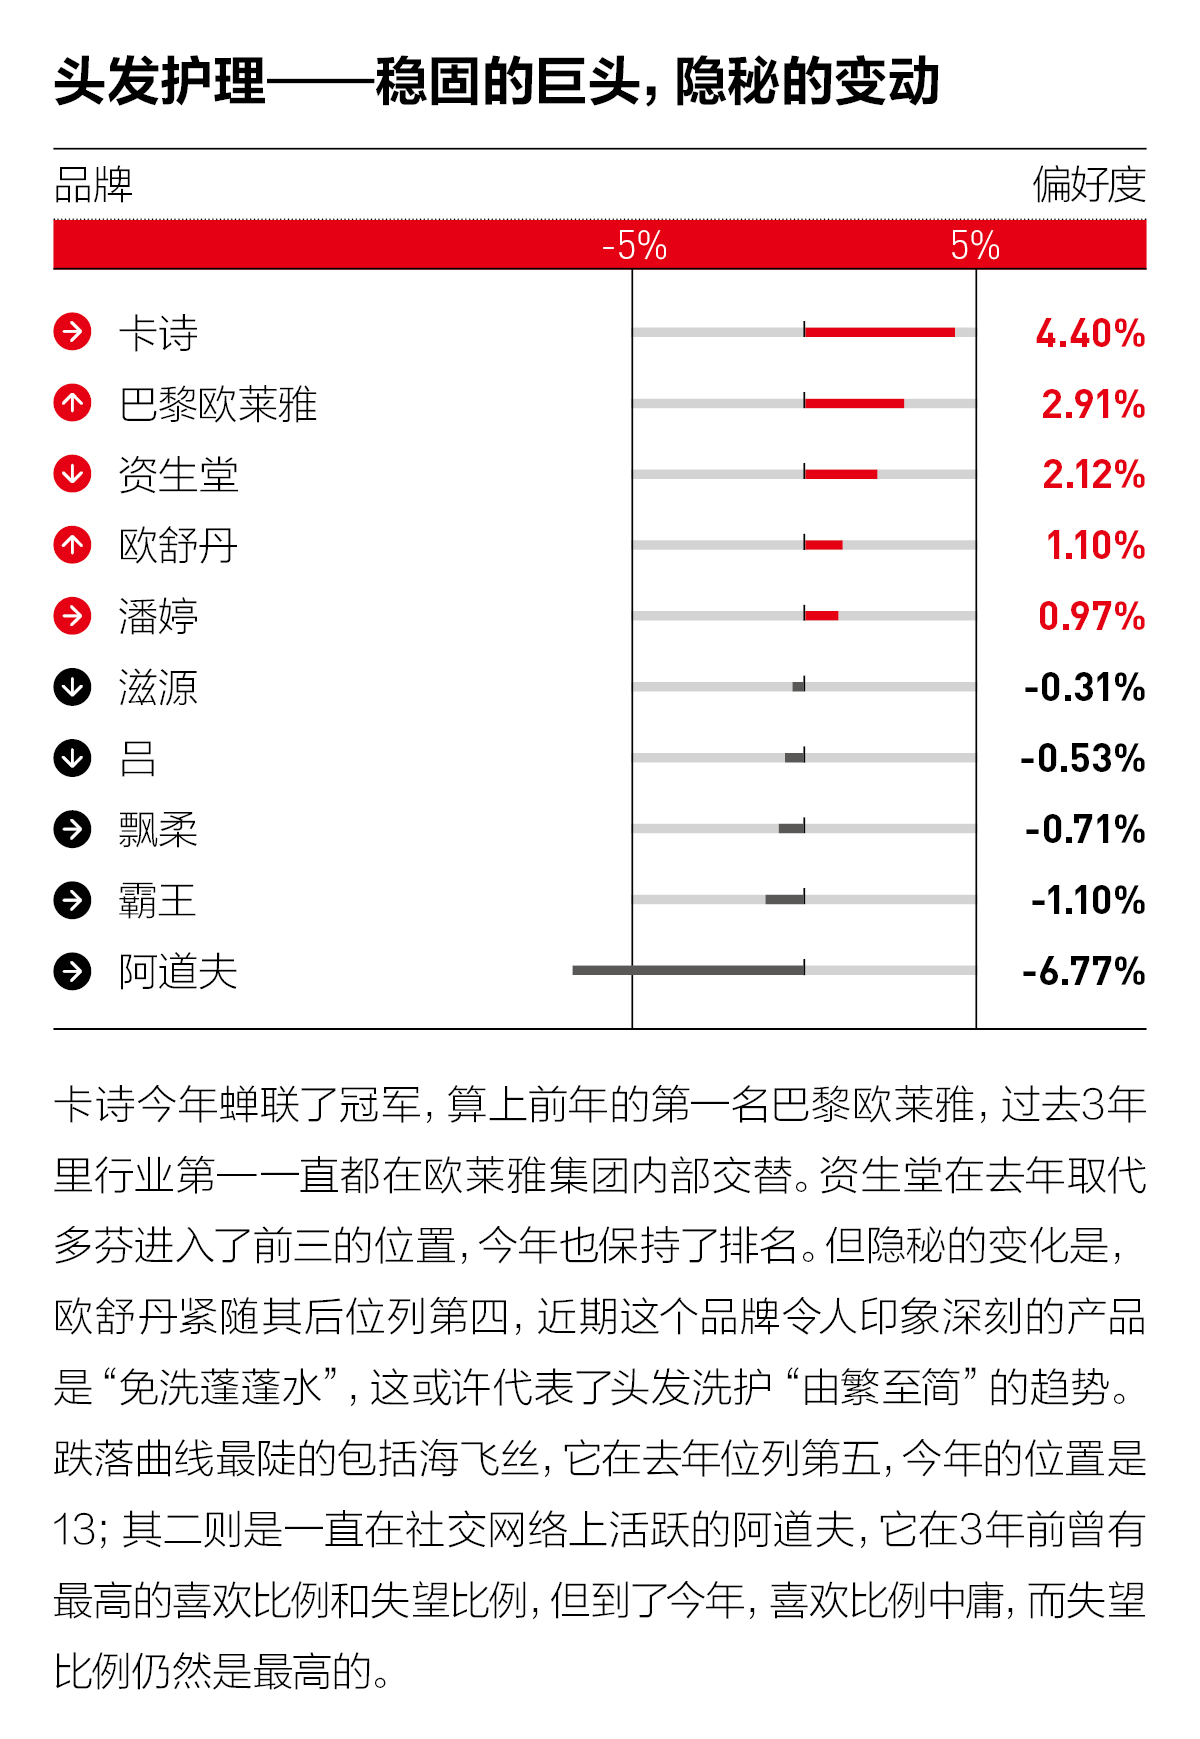 头发护理——稳固的巨头，隐秘的变动
品牌 偏好度
-5% 5%
卡诗 4.40%
巴黎欧莱雅 2.91%
资生堂 2.12%
欧舒丹 1.10%
潘婷 0.97%
滋源 -0.31%
吕 -0.53%
飘柔 -0.71%
霸王 -1.10%
阿道夫 -6.77%
卡诗今年蝉联了冠军，算上前年的第一名巴黎欧莱雅，过去3年
里行业第一一直都在欧莱雅集团内部交替。资生堂在去年取代
多芬进入了前三的位置，今年也保持了排名。但隐秘的变化是，
欧舒丹紧随其后位列第四，近期这个品牌令人印象深刻的产品
是“免洗蓬蓬水”，这或许代表了头发洗护“由繁至简”的趋势。
跌落曲线最陡的包括海飞丝，它在去年位列第五，今年的位置是
13；其二则是一直在社交网络上活跃的阿道夫，它在3年前曾有
最高的喜欢比例和失望比例，但到了今年，喜欢比例中庸，而失望
比例仍然是最高的。